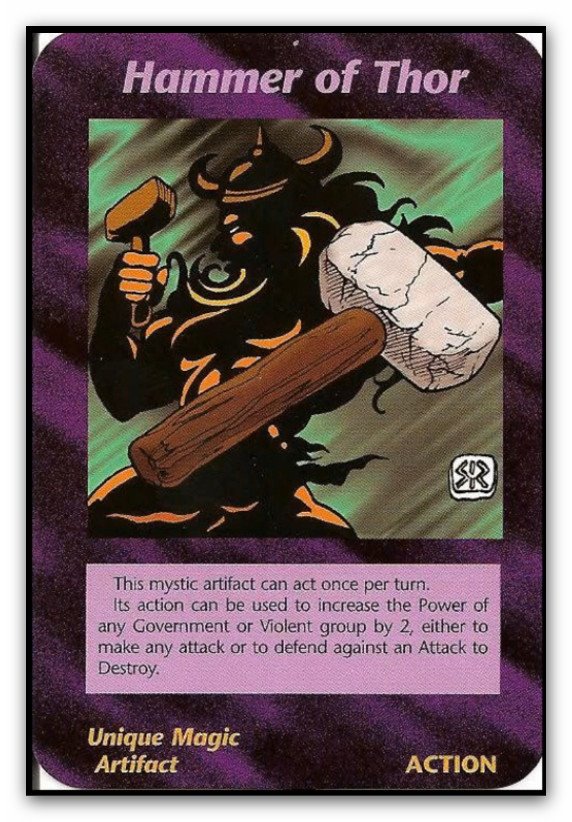 Hammer of Thor
This mystic artifact can act once per turn.
Its action can be used to increase the Power of
any Government or Violent group by 2, either to
make any attack or to defend against an Attack to
Destroy.
Unique Magic
Artifact
ACTION